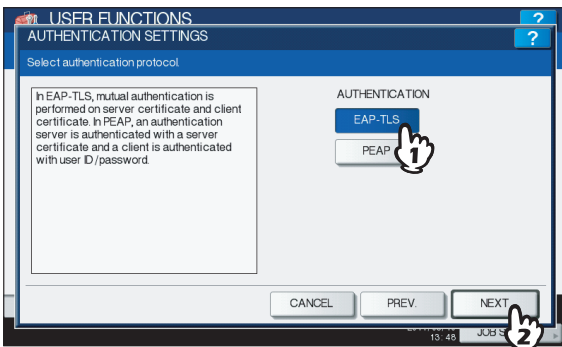 USER FUNCTIONS
?
AUTHENTICATION SETTINGS
?
Select authentication protocol.
In EAP-TLS, mutual authentication is
performed on server certificate and client
certificate. In PEAP, an authentication
server is authenticated with a server
certificate and a client is authenticated
with user ID/password.
AUTHENTICATION
EAP-TLS
PEAP
1
CANCEL
PREV.
NEXT
2
13:48
JOB